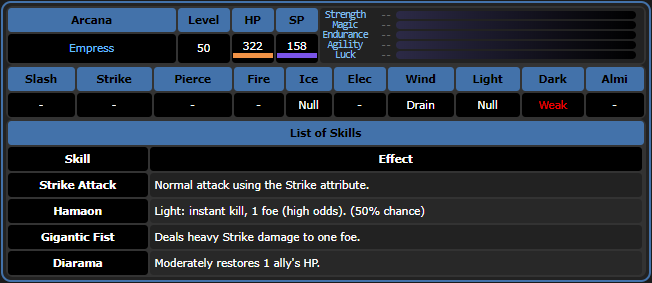 Arcana Level HP SP
Empress 50 322 158
Strength --
Magic --
Endurance --
Agility --
Luck --
Slash Strike Pierce Fire Ice Elec Wind Light Dark Almi
- - - - Null - Drain Null Weak -
List of Skills
Skill Effect
Strike Attack Normal attack using the Strike attribute.
Hamaon Light: instant kill, 1 foe (high odds). (50% chance)
Gigantic Fist Deals heavy Strike damage to one foe.
Diarama Moderately restores 1 ally's HP.